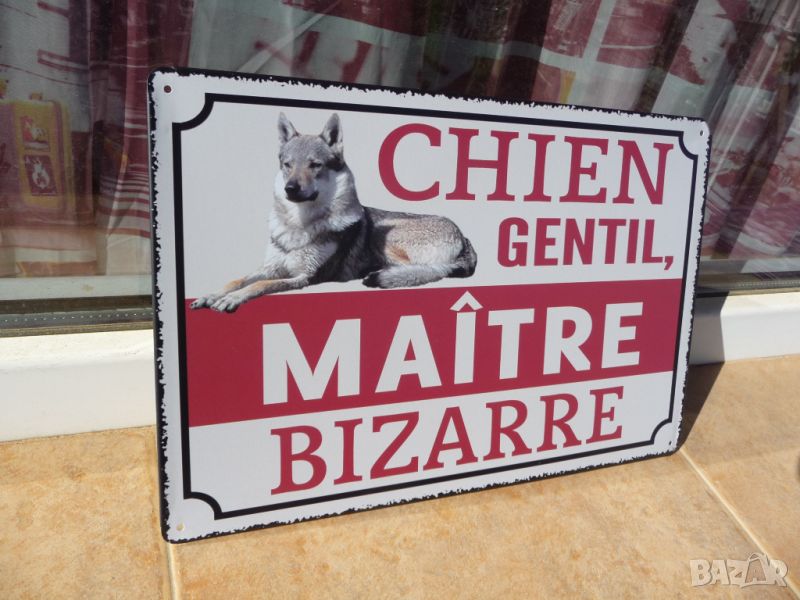 CHIEN
GENTIL,
MAÎTRE
BIZARRE
BAZAR